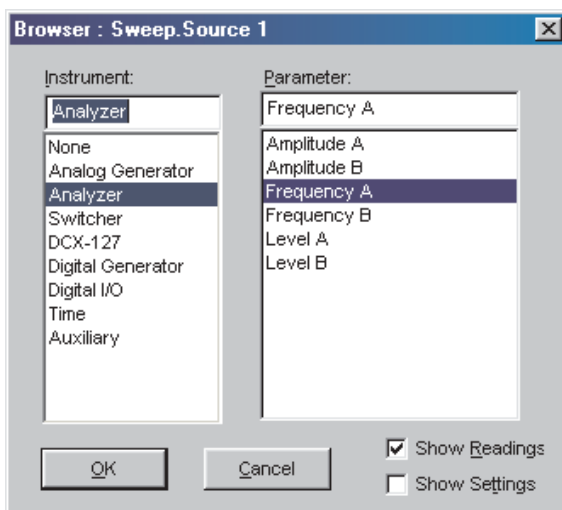 Browser : Sweep.Source 1
Instrument:
Analyzer
None
Analog Generator
Analyzer
Switcher
DCX-127
Digital Generator
Digital I/O
Time
Auxiliary
Parameter:
Frequency A
Amplitude A
Amplitude B
Frequency A
Frequency B
Level A
Level B
OK
Cancel
Show Readings
Show Settings